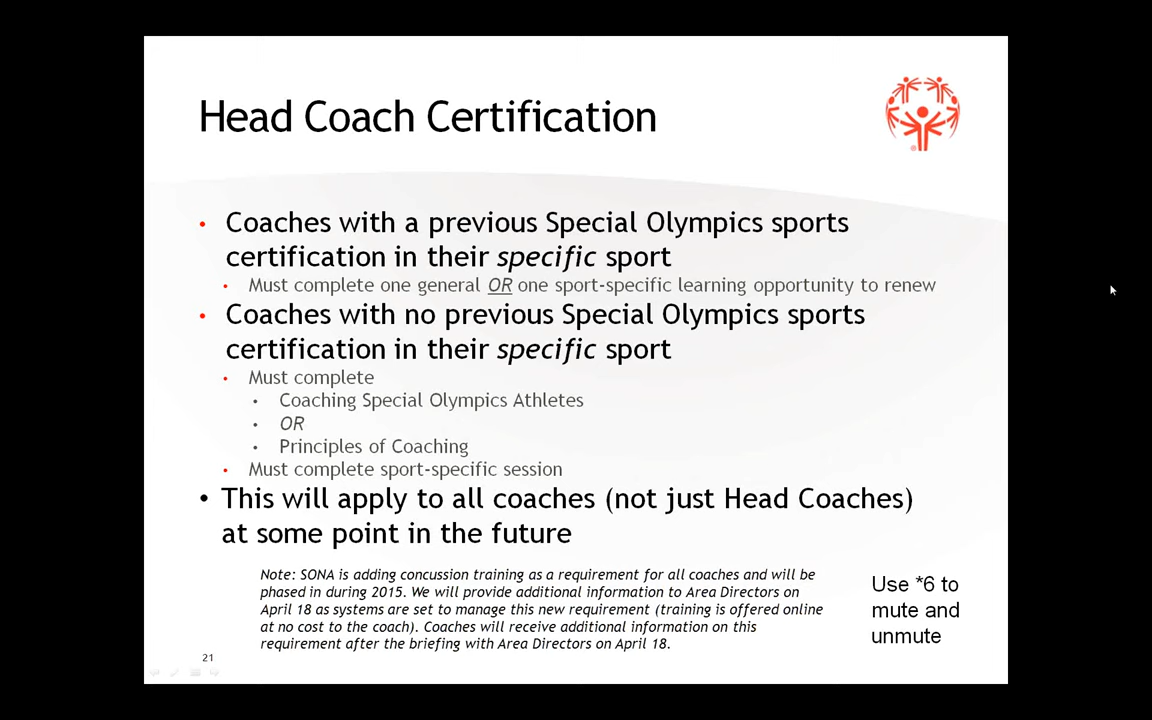 Head Coach Certification
• Coaches with a previous Special Olympics sports
certification in their specific sport
• Must complete one general OR one sport-specific learning opportunity to renew
• Coaches with no previous Special Olympics sports
certification in their specific sport
• Must complete
• Coaching Special Olympics Athletes
• OR
• Principles of Coaching
• Must complete sport-specific session
• This will apply to all coaches (not just Head Coaches)
at some point in the future
Note: SONA is adding concussion training as a requirement for all coaches and will be
phased in during 2015. We will provide additional information to Area Directors on
April 18 as systems are set to manage this new requirement (training is offered online
at no cost to the coach). Coaches will receive additional information on this
requirement after the briefing with Area Directors on April 18.
Use *6 to
mute and
unmute
21
®